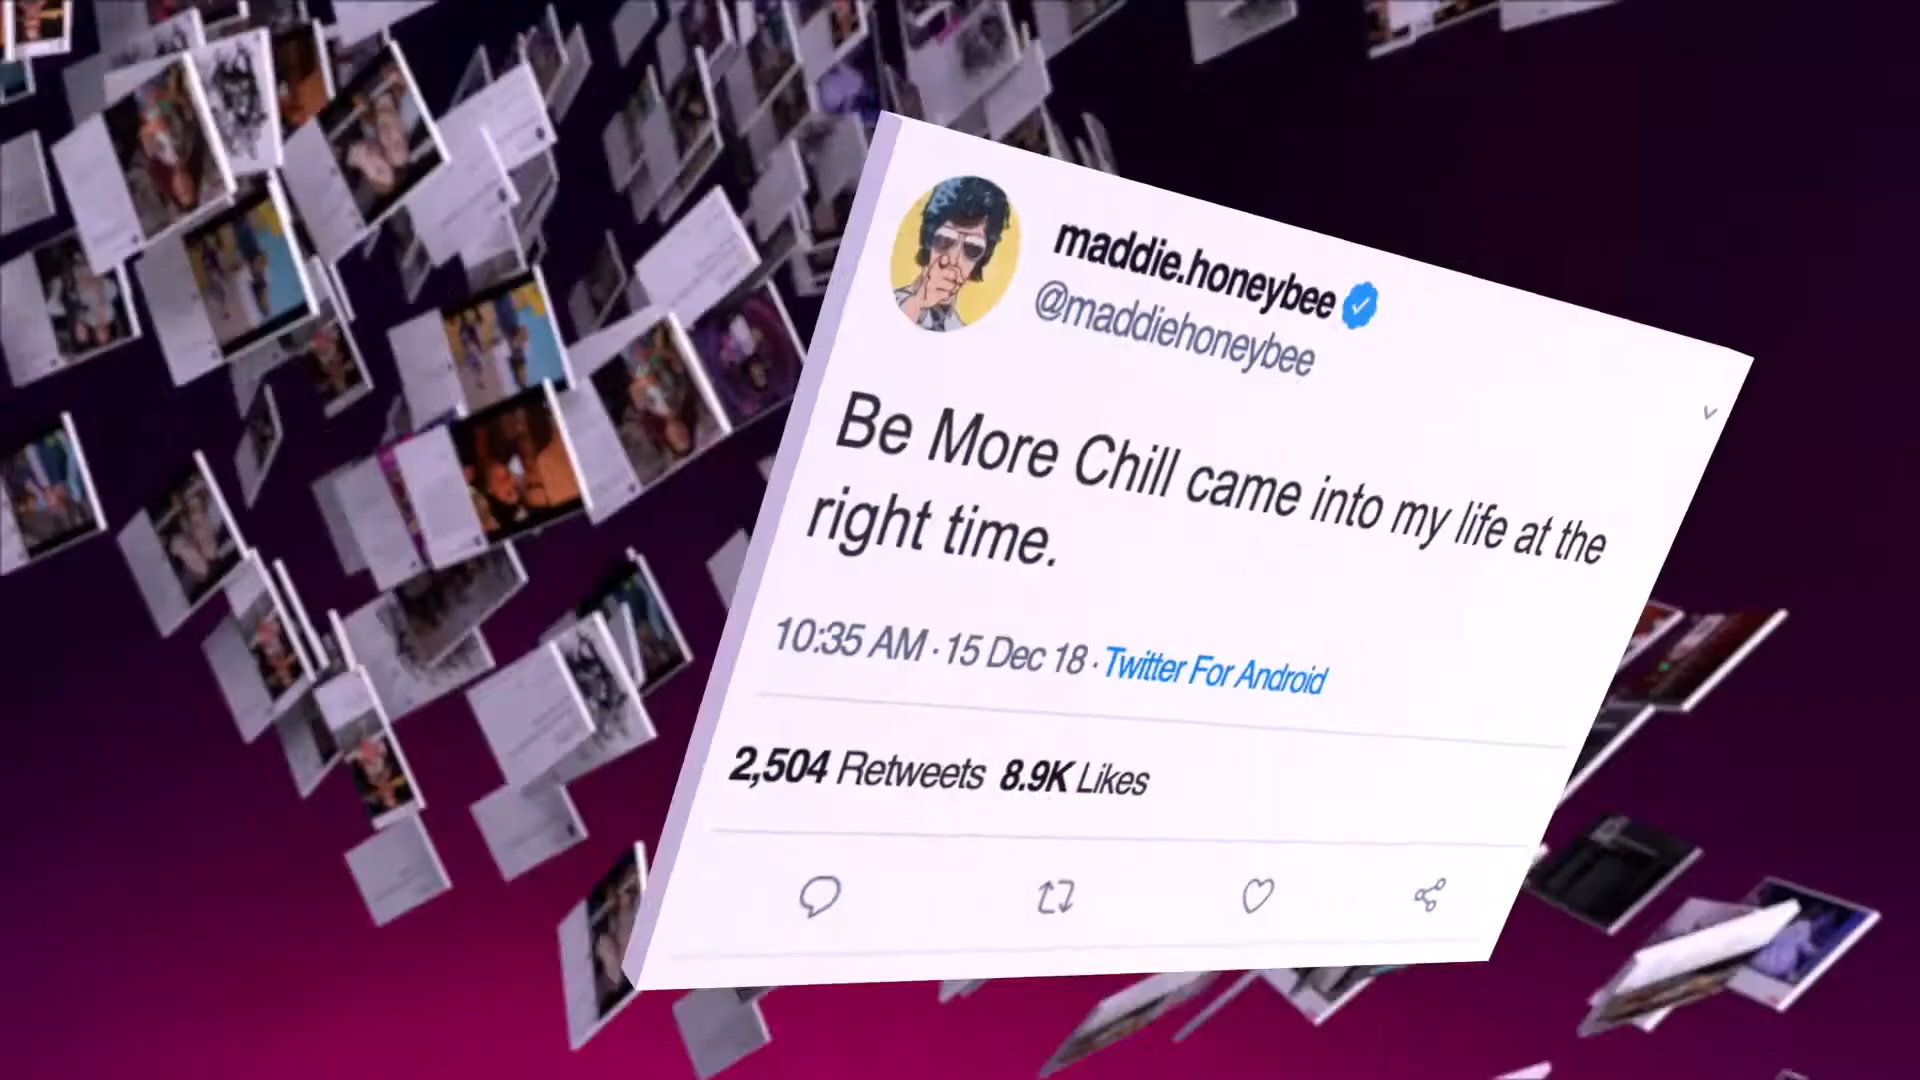 maddie.honeybee
@maddiehoneybee
Be More Chill came into my life at the
right time.
10:35 AM · 15 Dec 18 · Twitter For Android
2,504 Retweets 8.9K Likes